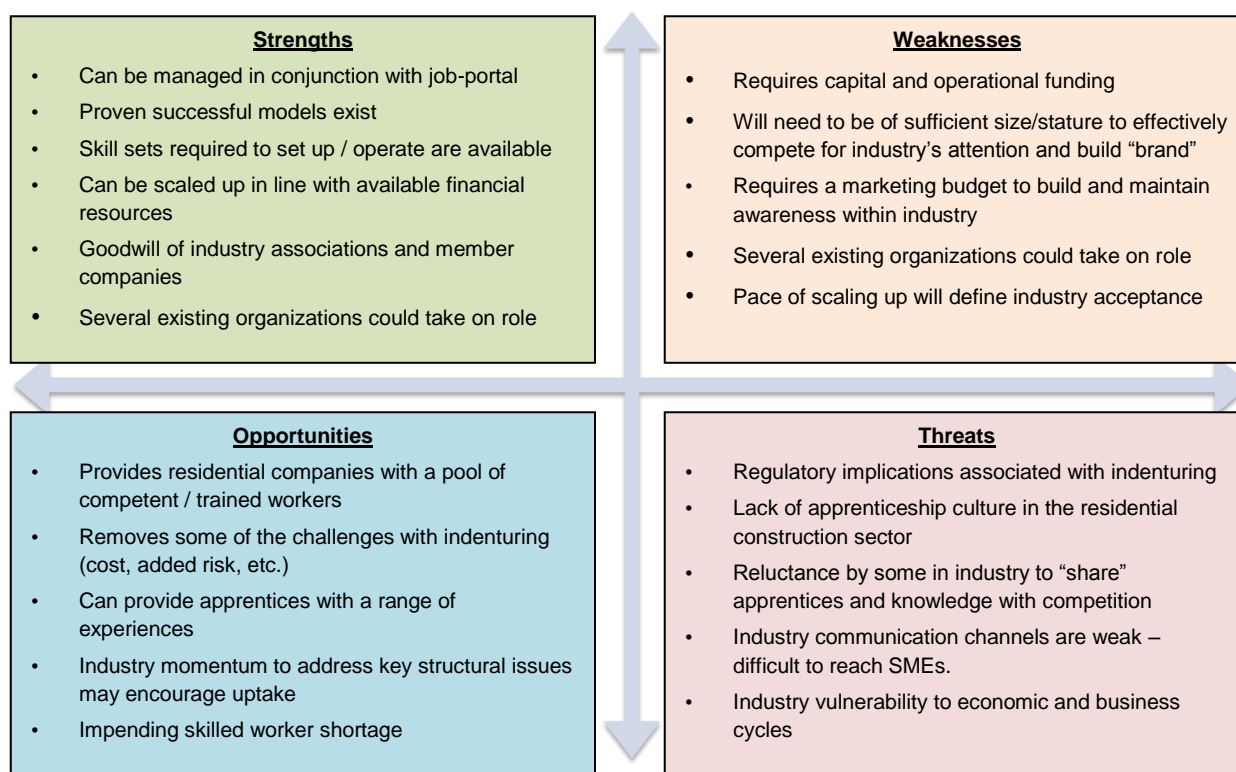 Strengths
• Can be managed in conjunction with job-portal
• Proven successful models exist
• Skill sets required to set up / operate are available
• Can be scaled up in line with available financial
resources
• Goodwill of industry associations and member
companies
• Several existing organizations could take on role
Weaknesses
• Requires capital and operational funding
• Will need to be of sufficient size/stature to effectively
compete for industry’s attention and build “brand”
• Requires a marketing budget to build and maintain
awareness within industry
• Several existing organizations could take on role
• Pace of scaling up will define industry acceptance
Opportunities
• Provides residential companies with a pool of
competent / trained workers
• Removes some of the challenges with indenturing
(cost, added risk, etc.)
• Can provide apprentices with a range of
experiences
• Industry momentum to address key structural issues
may encourage uptake
• Impending skilled worker shortage
Threats
• Regulatory implications associated with indenturing
• Lack of apprenticeship culture in the residential
construction sector
• Reluctance by some in industry to “share”
apprentices and knowledge with competition
• Industry communication channels are weak –
difficult to reach SMEs.
• Industry vulnerability to economic and business
cycles